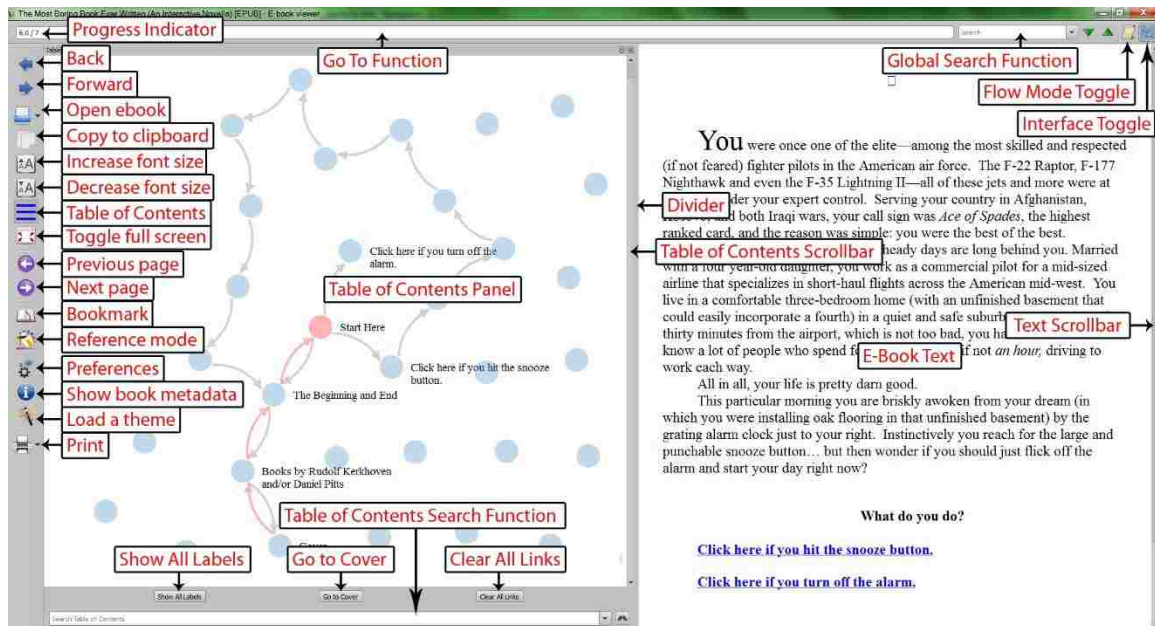 The Most Boring Book Ever Written (An Interactive Novella) [EPUB] - E-book viewer
6.0 / 7
Progress Indicator
Go To Function
Search
Global Search Function
Flow Mode Toggle
Interface Toggle
Back
Forward
Open ebook
Copy to clipboard
Increase font size
Decrease font size
Table of Contents
Toggle full screen
Previous page
Next page
Bookmark
Reference mode
Preferences
Show book metadata
Load a theme
Print
Click here if you turn off the
alarm.
Table of Contents Panel
Start Here
Click here if you hit the snooze
button.
The Beginning and End
Books by Rudolf Kerkhoven
and/or Daniel Pitts
Cover
Table of Contents Search Function
Show All Labels
Go to Cover
Clear All Links
Show All Labels
Go to Cover
Clear All Links
Search Table of Contents
Divider
Table of Contents Scrollbar
Text Scrollbar
E-Book Text
You were once one of the elite—among the most skilled and respected
(if not feared) fighter pilots in the American air force. The F-22 Raptor, F-177
Nighthawk and even the F-35 Lightning II—all of these jets and more were at
your expert control. Serving your country in Afghanistan,
and both Iraqi wars, your call sign was Ace of Spades, the highest
ranked card, and the reason was simple: you were the best of the best.
heady days are long behind you. Married
with a four year-old daughter, you work as a commercial pilot for a mid-sized
airline that specializes in short-haul flights across the American mid-west. You
live in a comfortable three-bedroom home (with an unfinished basement that
could easily incorporate a fourth) in a quiet and safe
thirty minutes from the airport, which is not too bad, you
know a lot of people who spend if not an hour, driving to
work each way.
All in all, your life is pretty darn good.
This particular morning you are briskly awoken from your dream (in
which you were installing oak flooring in that unfinished basement) by the
grating alarm clock just to your right. Instinctively you reach for the large and
punchable snooze button… but then wonder if you should just flick off the
alarm and start your day right now?
What do you do?
Click here if you hit the snooze button.
Click here if you turn off the alarm.